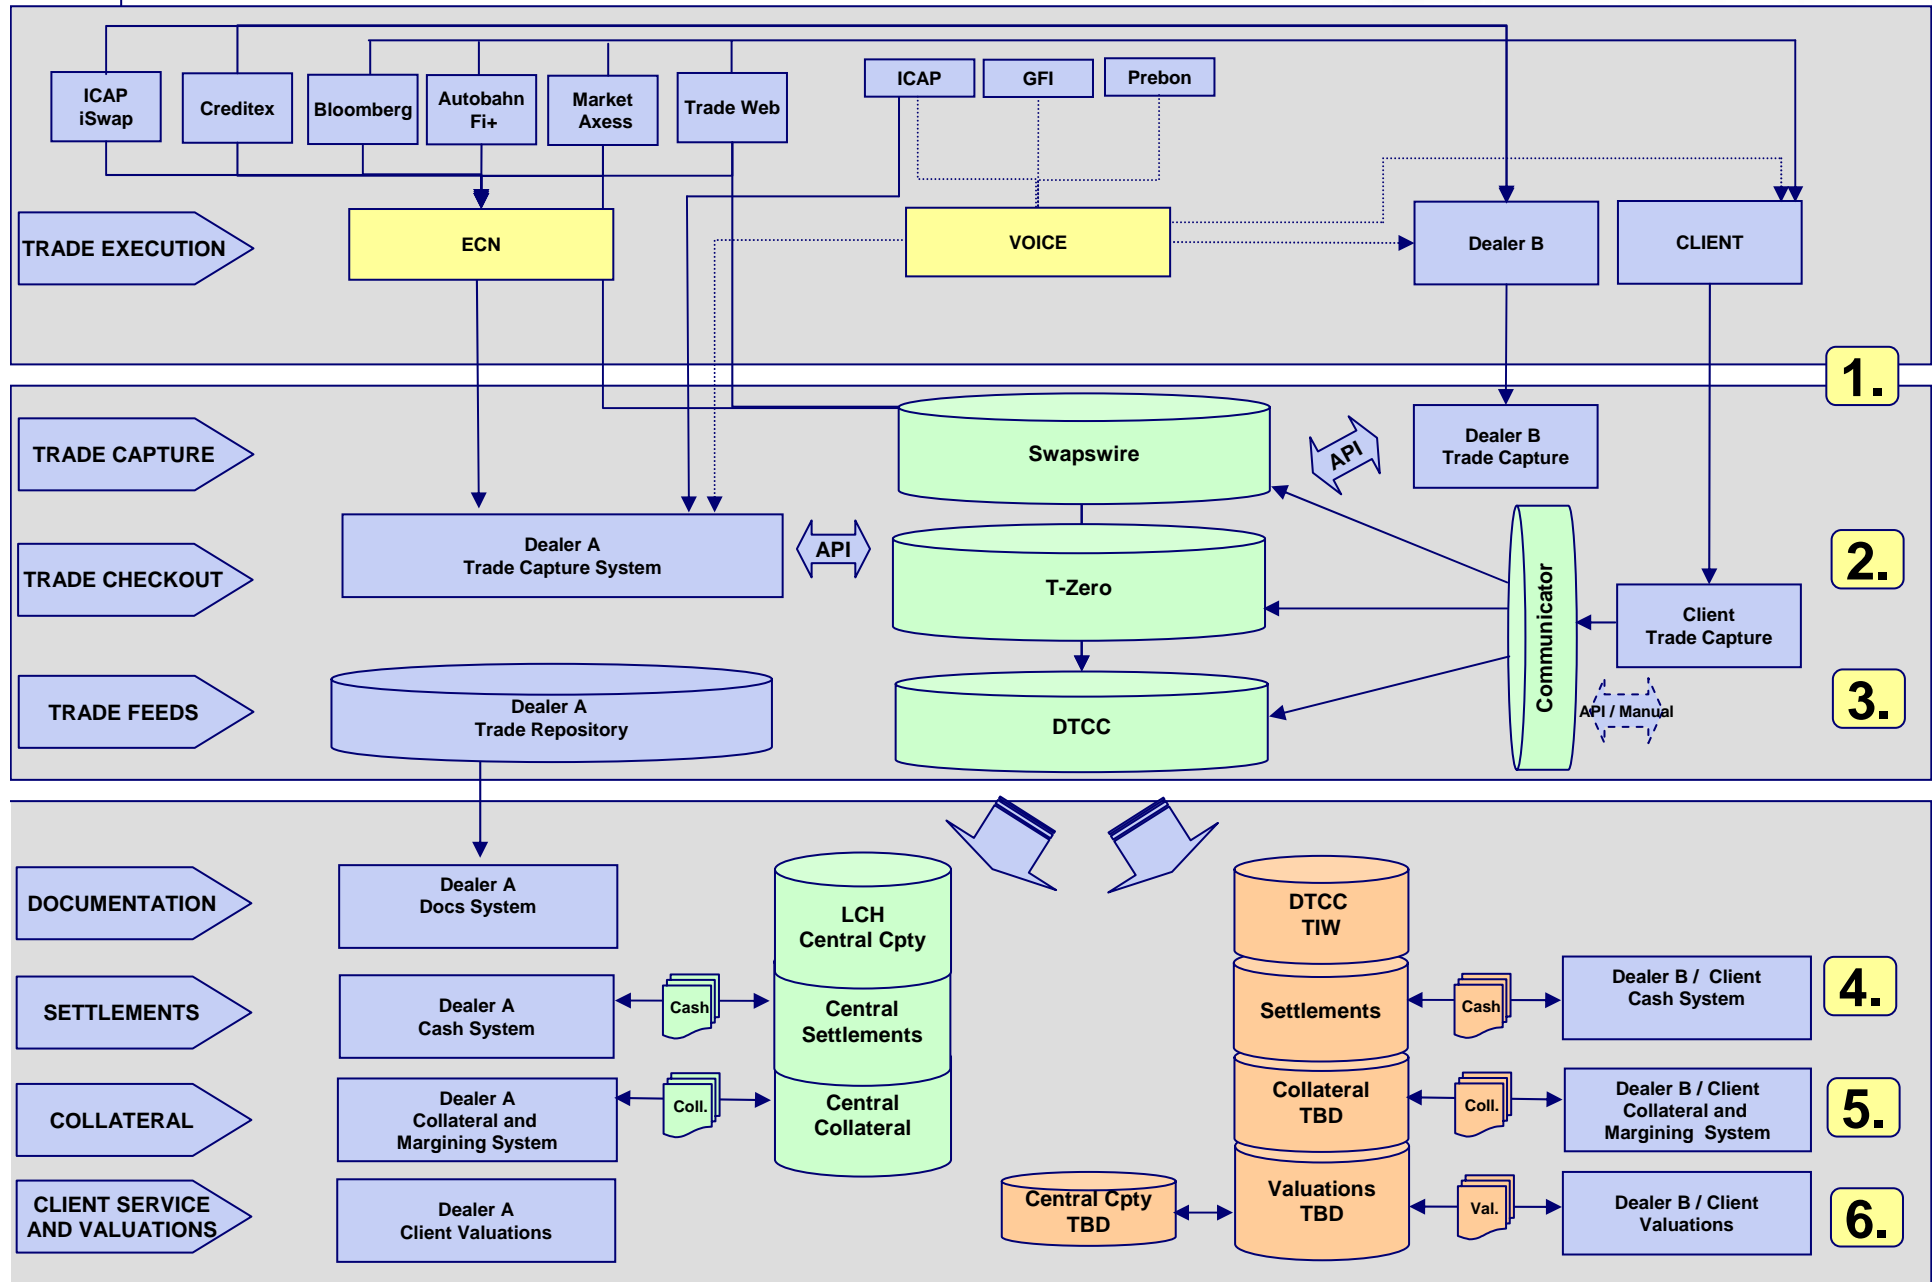 ICAP
iSwap
Creditex
Bloomberg
Autobahn
Fi+
Market
Axess
Trade Web
ICAP
GFI
Prebon
TRADE EXECUTION
ECN
VOICE
Dealer B
CLIENT
1.
TRADE CAPTURE
Swapswire
API
Dealer B
Trade Capture
TRADE CHECKOUT
Dealer A
Trade Capture System
API
T-Zero
Communicator
Client
Trade Capture
2.
TRADE FEEDS
Dealer A
Trade Repository
DTCC
API / Manual
3.
DOCUMENTATION
Dealer A
Docs System
LCH
Central Cpty
DTCC
TIW
SETTLEMENTS
Dealer A
Cash System
Cash
Central
Settlements
Settlements
Cash
Dealer B / Client
Cash System
4.
COLLATERAL
Dealer A
Collateral and
Margining System
Coll.
Central
Collateral
Collateral
TBD
Coll.
Dealer B / Client
Collateral and
Margining System
5.
CLIENT SERVICE
AND VALUATIONS
Dealer A
Client Valuations
Central Cpty
TBD
Valuations
TBD
Val.
Dealer B / Client
Valuations
6.